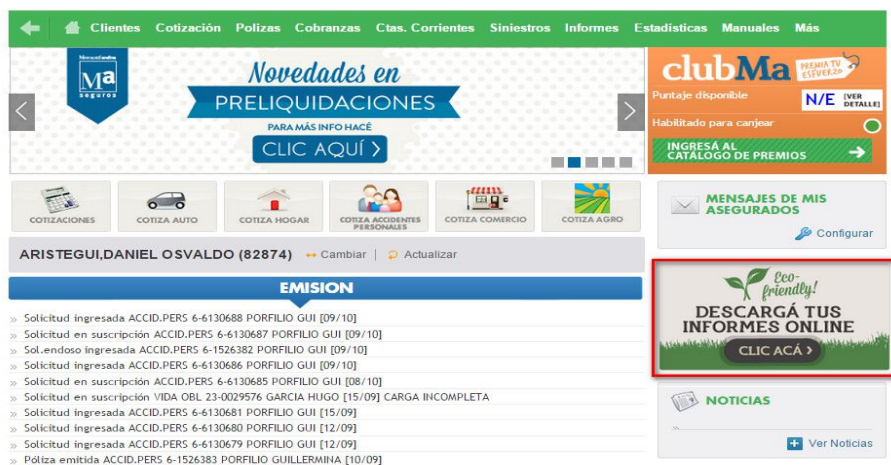 Clientes Cotización Polizas Cobranzas Ctas. Corrientes Siniestros Informes Estadísticas Manuales Más
Mercantil andina
Ma
seguros
Novedades en
PRELIQUIDACIONES
PARA MÁS INFO HACÉ
CLIC AQUÍ >
clubMa PREMIA TU ESFUERZO
Puntaje disponible N/E [VER DETALLE]
Habilitado para canjear
INGRESÁ AL
CATÁLOGO DE PREMIOS
COTIZACIONES
COTIZA AUTO
COTIZA HOGAR
COTIZA ACCIDENTES
PERSONALES
COTIZA COMERCIO
COTIZA AGRO
MENSAJES DE MIS
ASEGURADOS
Configurar
ARISTEGUI,DANIEL OSVALDO (82874) Cambiar | Actualizar
EMISION
» Solicitud ingresada ACCID.PERS 6-6130688 PORFILIO GUI [09/10]
» Solicitud en suscripción ACCID.PERS 6-6130687 PORFILIO GUI [09/10]
» Sol.endoso ingresada ACCID.PERS 6-1526382 PORFILIO GUI [09/10]
» Solicitud ingresada ACCID.PERS 6-6130686 PORFILIO GUI [09/10]
» Solicitud en suscripción ACCID.PERS 6-6130685 PORFILIO GUI [08/10]
» Solicitud en suscripción VIDA OBL 23-0029576 GARCIA HUGO [15/09] CARGA INCOMPLETA
» Solicitud ingresada ACCID.PERS 6-6130681 PORFILIO GUI [15/09]
» Solicitud ingresada ACCID.PERS 6-6130680 PORFILIO GUI [12/09]
» Solicitud ingresada ACCID.PERS 6-6130679 PORFILIO GUI [12/09]
» Póliza emitida ACCID.PERS 6-1526383 PORFILIO GUILLERMINA [10/09]
Eco-
friendly!
DESCARGÁ TUS
INFORMES ONLINE
CLIC ACÁ >
NOTICIAS
»
Ver Noticias